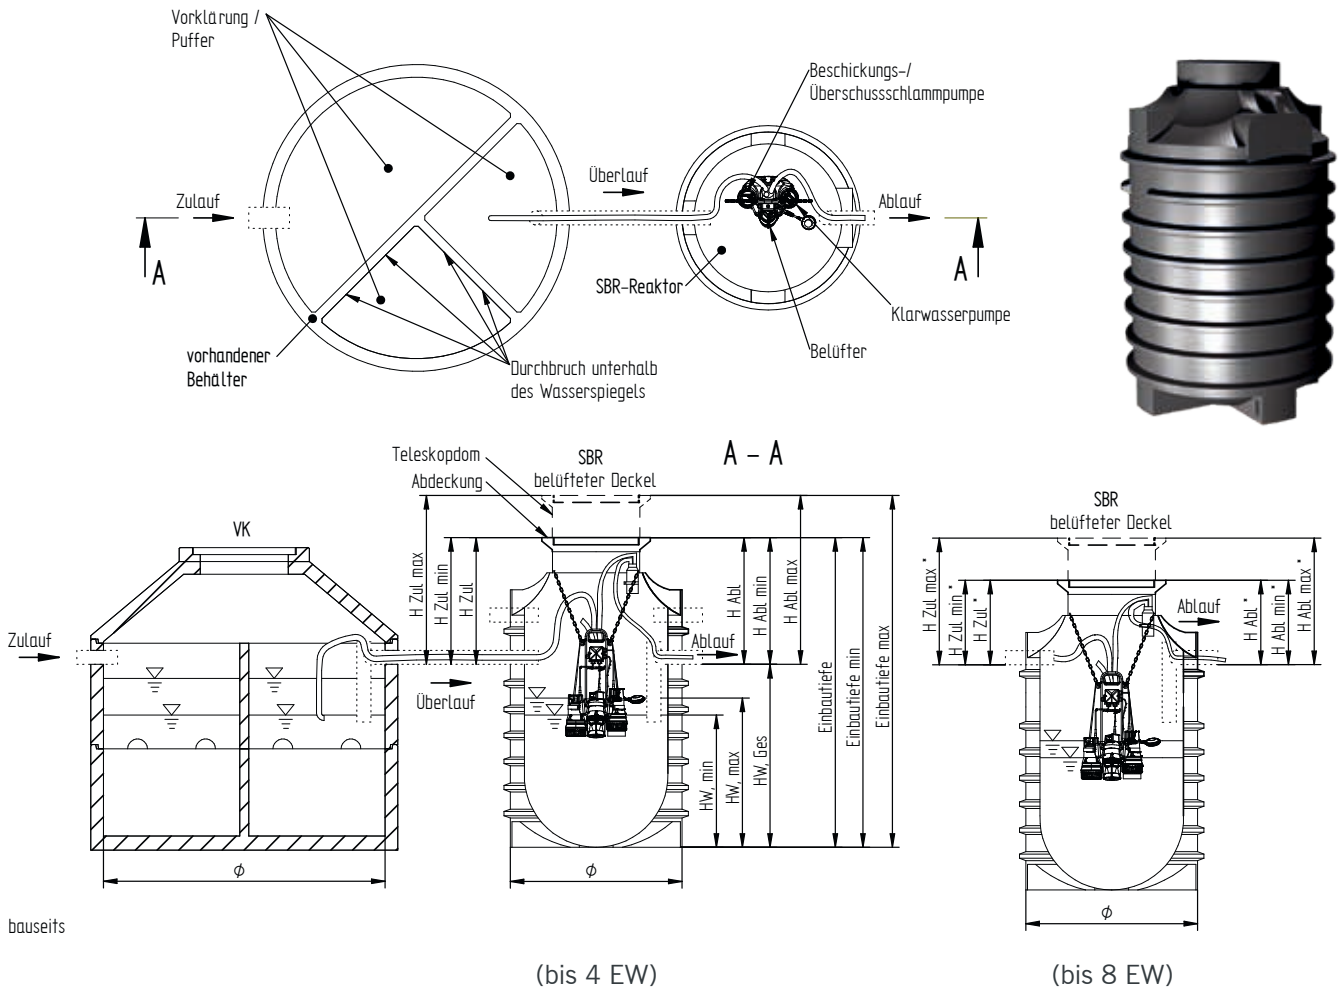 Vorklärung /
Puffer
Beschickungs-/
Überschussschlammpumpe
Zulauf
Überlauf
Ablauf
A
A
SBR-Reaktor
Klarwasserpumpe
vorhandener
Behälter
Durchbruch unterhalb
des Wasserspiegels
Belüfter
Teleskopdom
Abdeckung
SBR
belüfteter Deckel
A – A
VK
SBR
belüfteter Deckel
H Zul max
H Zul min
H Zul
H Abl
H Abl min
H Abl max
H Zul max *
H Zul min *
H Zul *
H Abl *
H Abl min *
H Abl max *
Zulauf
Überlauf
Ablauf
Ablauf
HW, min
HW, max
HW, Ges
Einbautiefe
Einbautiefe min
Einbautiefe max
ϕ
ϕ
ϕ
bauseits
(bis 4 EW)
(bis 8 EW)